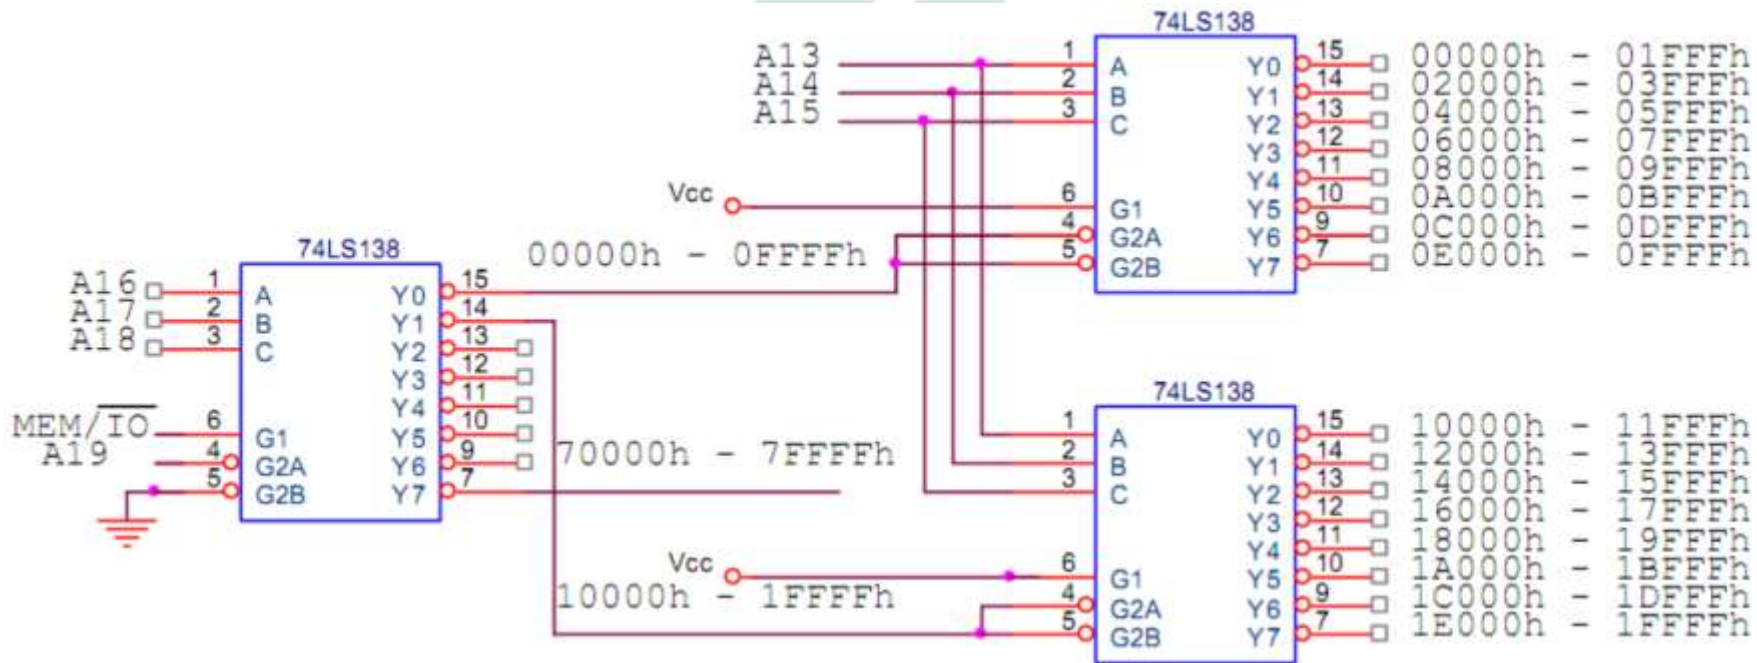 74LS138
A13
A14
A15
1
2
3
A
B
C
Vcc
6
4
5
G1
G2A
G2B
Y0
Y1
Y2
Y3
Y4
Y5
Y6
Y7
15
14
13
12
11
10
9
7
00000h - 01FFFh
02000h - 03FFFh
04000h - 05FFFh
06000h - 07FFFh
08000h - 09FFFh
0A000h - 0BFFFh
0C000h - 0DFFFh
0E000h - 0FFFFh
74LS138
00000h - 0FFFFh
A16
A17
A18
1
2
3
A
B
C
MEM/IO
A19
6
4
5
G1
G2A
G2B
Y0
Y1
Y2
Y3
Y4
Y5
Y6
Y7
15
14
13
12
11
10
9
7
70000h - 7FFFFh
10000h - 1FFFFh
74LS138
1
2
3
A
B
C
Vcc
6
4
5
G1
G2A
G2B
Y0
Y1
Y2
Y3
Y4
Y5
Y6
Y7
15
14
13
12
11
10
9
7
10000h - 11FFFh
12000h - 13FFFh
14000h - 15FFFh
16000h - 17FFFh
18000h - 19FFFh
1A000h - 1BFFFh
1C000h - 1DFFFh
1E000h - 1FFFFh